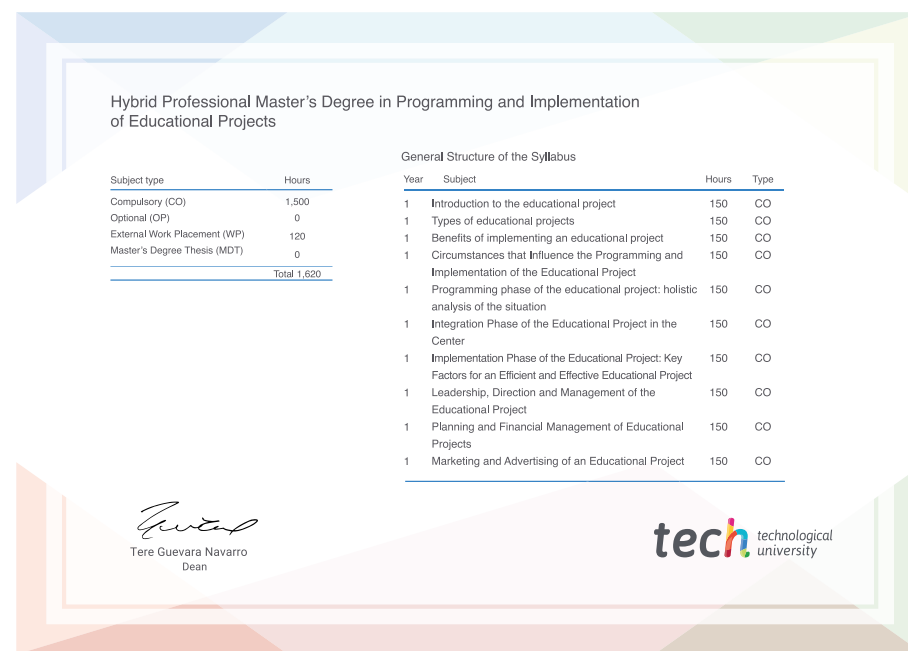 Hybrid Professional Master's Degree in Programming and Implementation
of Educational Projects
Subject type Hours
Compulsory (CO) 1,500
Optional (OP) 0
External Work Placement (WP) 120
Master's Degree Thesis (MDT) 0
Total 1,620
General Structure of the Syllabus
Year Subject Hours Type
1 Introduction to the educational project 150 CO
1 Types of educational projects 150 CO
1 Benefits of implementing an educational project 150 CO
1 Circumstances that Influence the Programming and 150 CO
Implementation of the Educational Project
1 Programming phase of the educational project: holistic 150 CO
analysis of the situation
1 Integration Phase of the Educational Project in the 150 CO
Center
1 Implementation Phase of the Educational Project: Key 150 CO
Factors for an Efficient and Effective Educational Project
1 Leadership, Direction and Management of the 150 CO
Educational Project
1 Planning and Financial Management of Educational 150 CO
Projects
1 Marketing and Advertising of an Educational Project 150 CO
Tere Guevara Navarro
Dean
tech technological
university